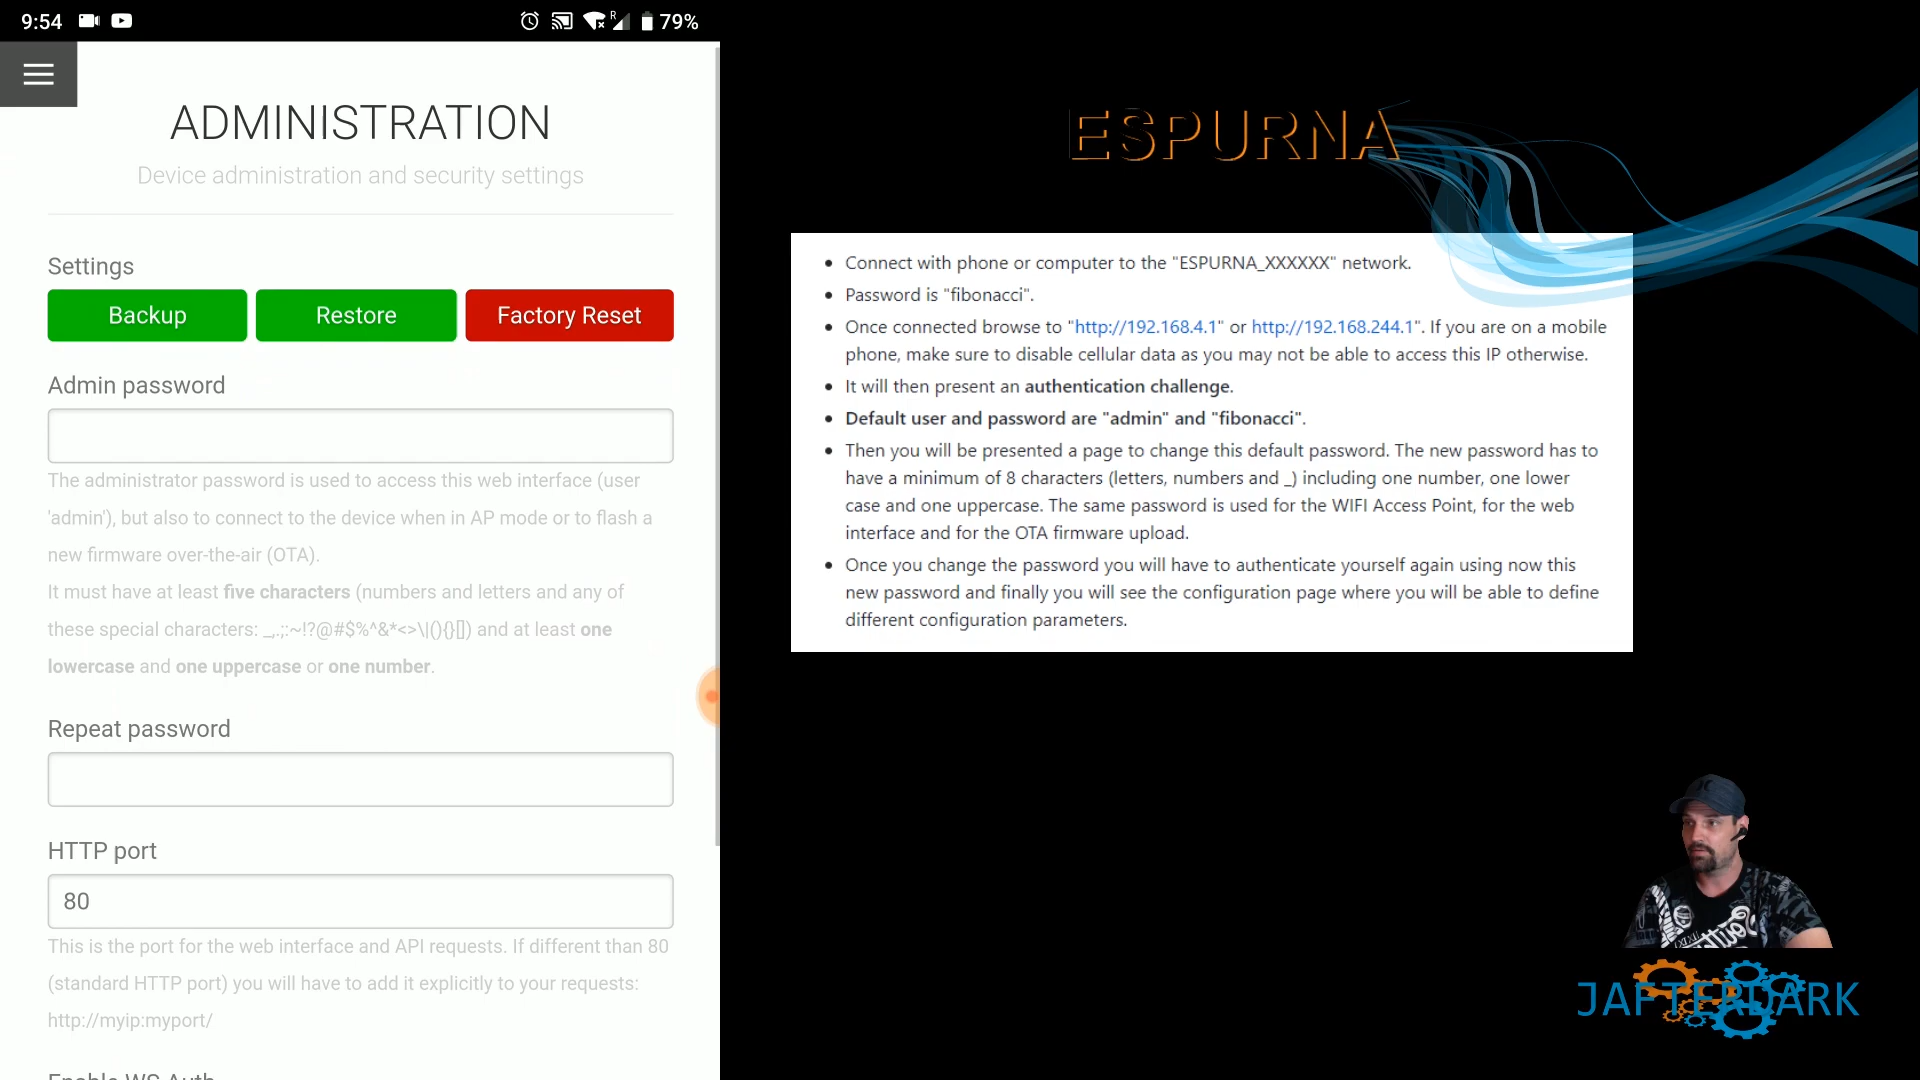 9:54
R
79%
ADMINISTRATION
Device administration and security settings
Settings
Backup
Restore
Factory Reset
Admin password
The administrator password is used to access this web interface (user
'admin'), but also to connect to the device when in AP mode or to flash a
new firmware over-the-air (OTA).
It must have at least five characters (numbers and letters and any of
these special characters: _,.;:~!?@#$%^&*<>\|(){}[]) and at least one
lowercase and one uppercase or one number.
Repeat password
HTTP port
80
This is the port for the web interface and API requests. If different than 80
(standard HTTP port) you will have to add it explicitly to your requests:
http://myip:myport/
Enable WS Auth
ESPURNA
• Connect with phone or computer to the "ESPURNA_XXXXXX" network.
• Password is "fibonacci".
• Once connected browse to "http://192.168.4.1" or http://192.168.244.1". If you are on a mobile
phone, make sure to disable cellular data as you may not be able to access this IP otherwise.
• It will then present an authentication challenge.
• Default user and password are "admin" and "fibonacci".
• Then you will be presented a page to change this default password. The new password has to
have a minimum of 8 characters (letters, numbers and _) including one number, one lower
case and one uppercase. The same password is used for the WIFI Access Point, for the web
interface and for the OTA firmware upload.
• Once you change the password you will have to authenticate yourself again using now this
new password and finally you will see the configuration page where you will be able to define
different configuration parameters.
JAFTERDARK